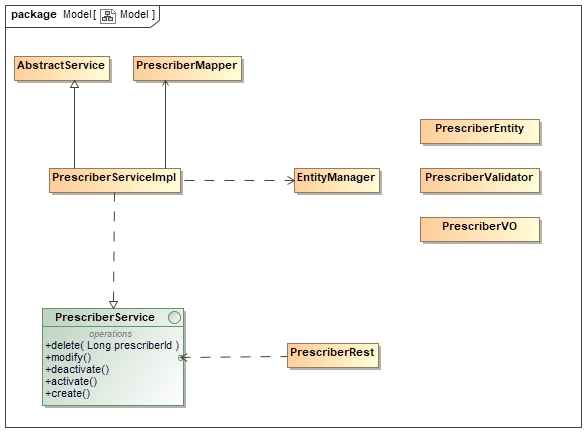 package Model[ Model ]
AbstractService
PrescriberMapper
PrescriberEntity
PrescriberServiceImpl
EntityManager
PrescriberValidator
PrescriberVO
PrescriberService
operations
+delete( Long prescriberId )
+modify()
+deactivate()
+activate()
+create()
PrescriberRest